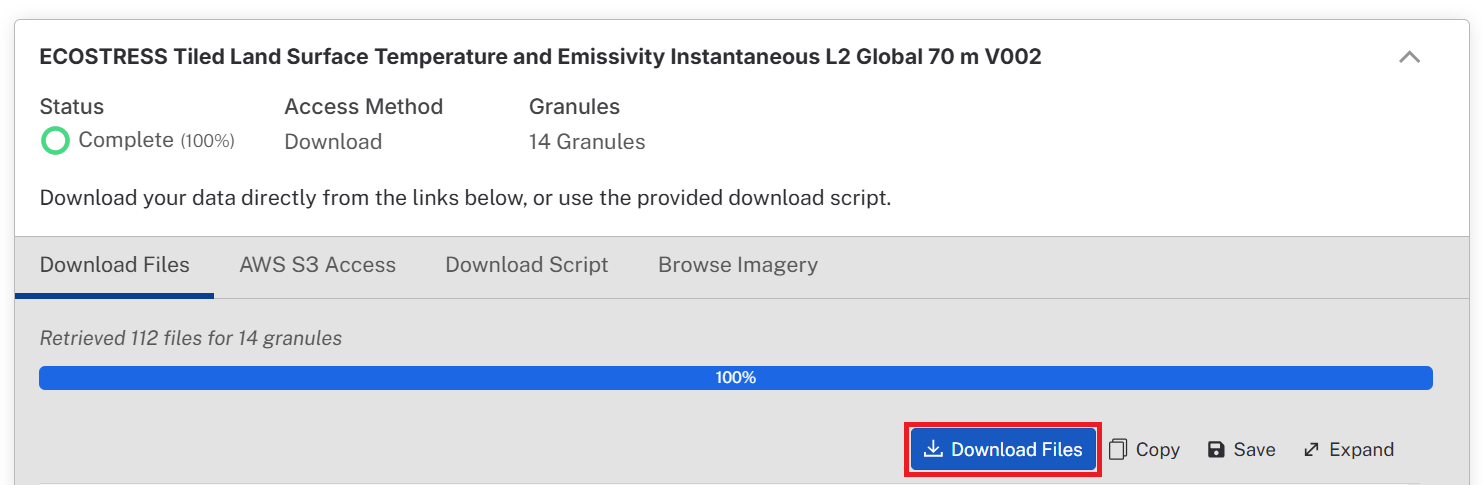 ECOSTRESS Tiled Land Surface Temperature and Emissivity Instantaneous L2 Global 70 m V002
Status Access Method Granules
Complete (100%) Download 14 Granules
Download your data directly from the links below, or use the provided download script.
Download Files AWS S3 Access Download Script Browse Imagery
Retrieved 112 files for 14 granules
100%
Download Files Copy Save Expand